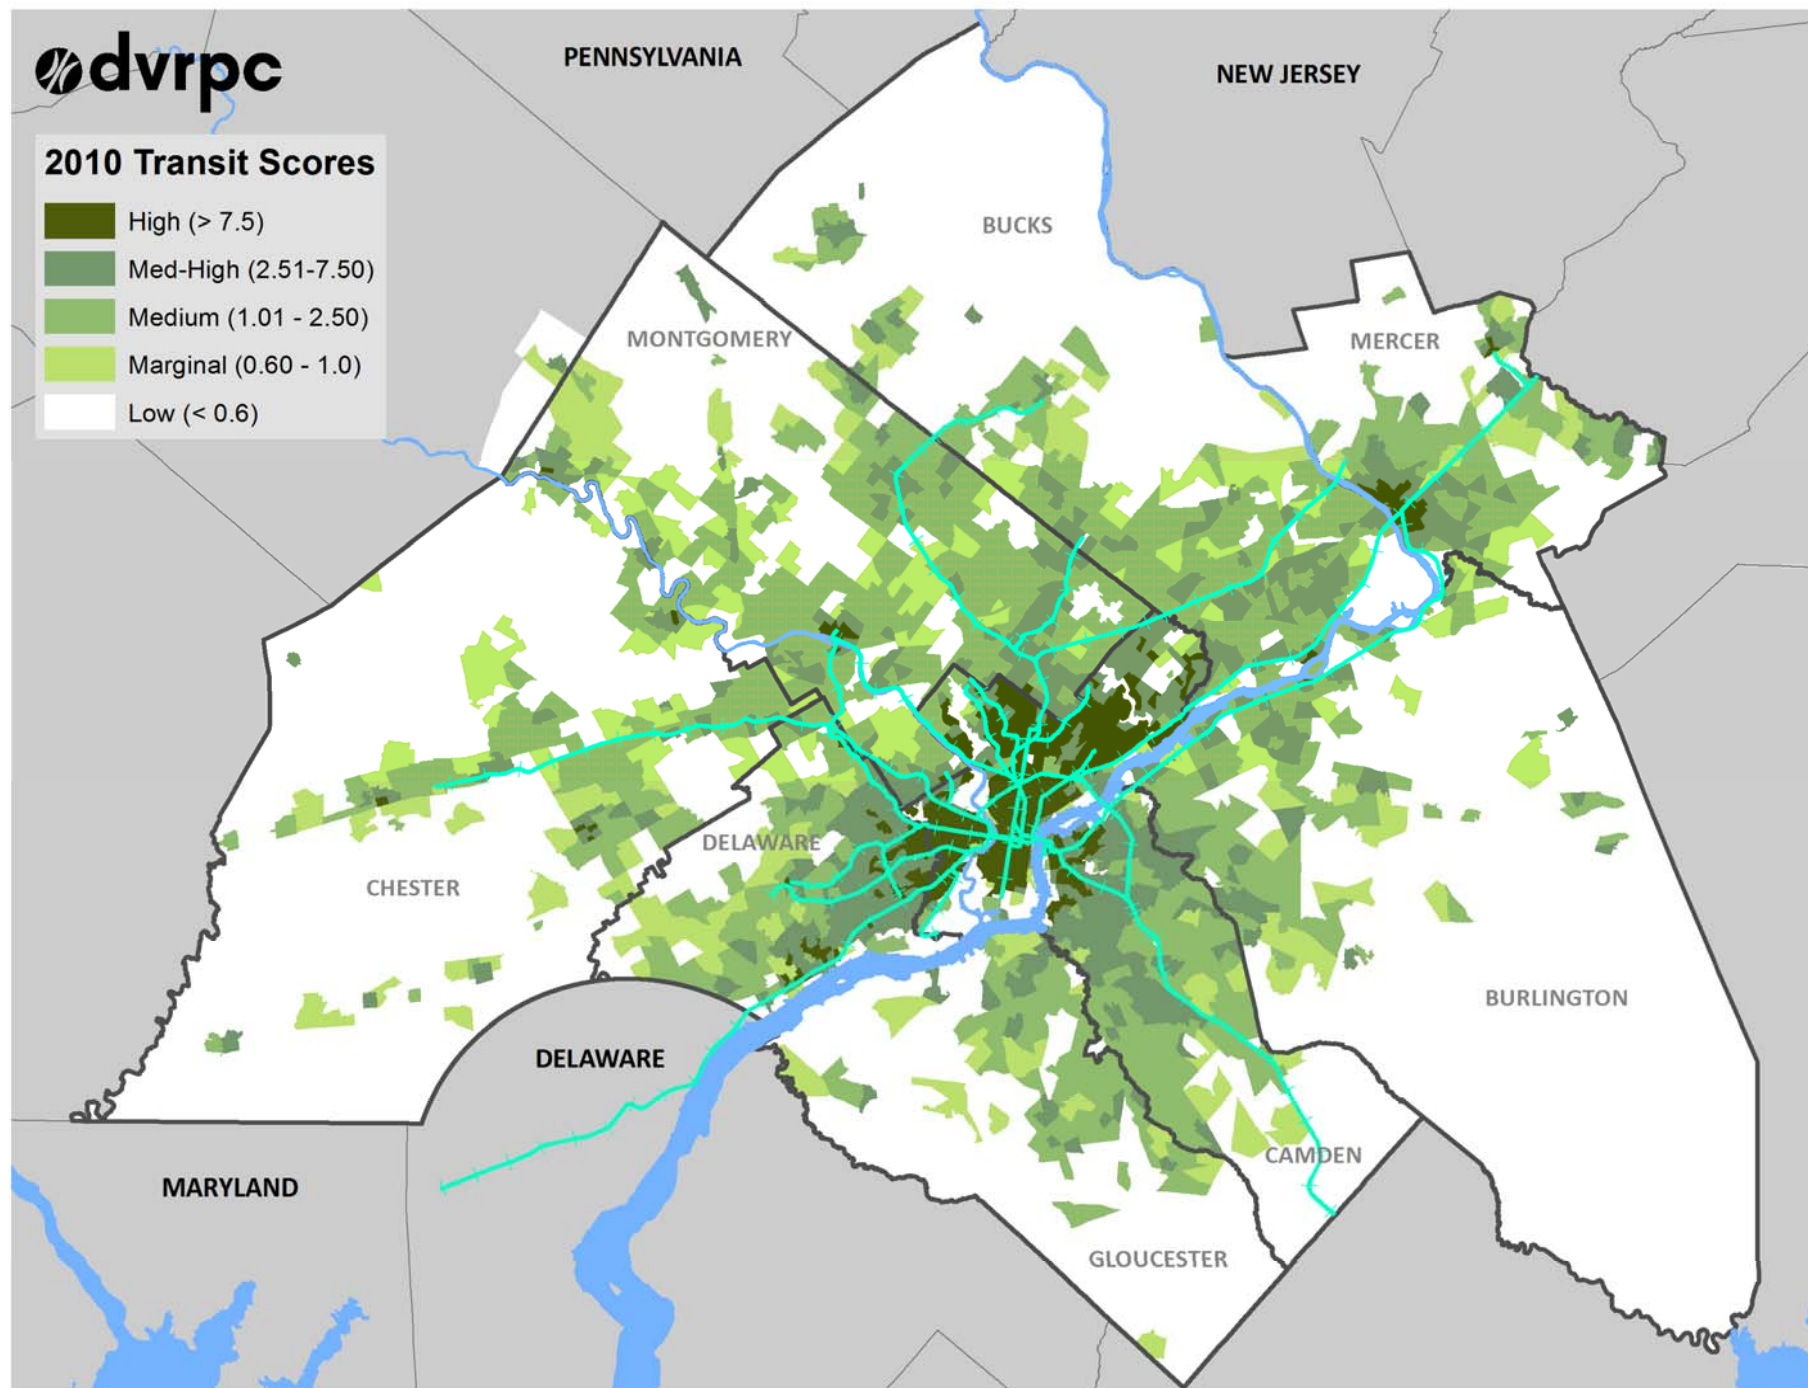 dvrpc
PENNSYLVANIA
NEW JERSEY
2010 Transit Scores
High (> 7.5)
Med-High (2.51-7.50)
Medium (1.01 - 2.50)
Marginal (0.60 - 1.0)
Low (< 0.6)
BUCKS
MONTGOMERY
MERCER
DELAWARE
CHESTER
BURLINGTON
DELAWARE
CAMDEN
MARYLAND
GLOUCESTER